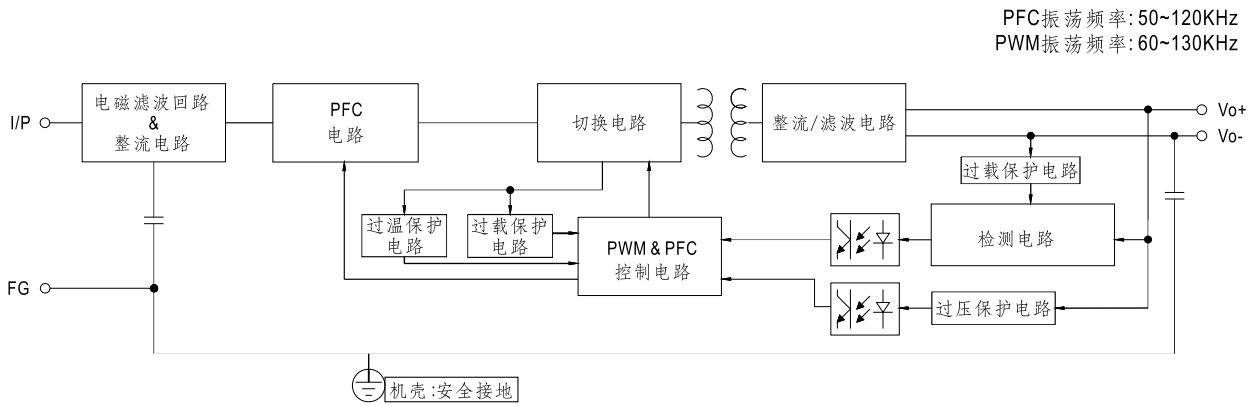 PFC振荡频率:50~120KHz
PWM振荡频率:60~130KHz
I/P
电磁滤波回路
&
整流电路
PFC
电路
切换电路
整流/滤波电路
Vo+
Vo-
过载保护电路
过温保护
电路
过载保护
电路
PWM & PFC
控制电路
检测电路
FG
过压保护电路
机壳:安全接地